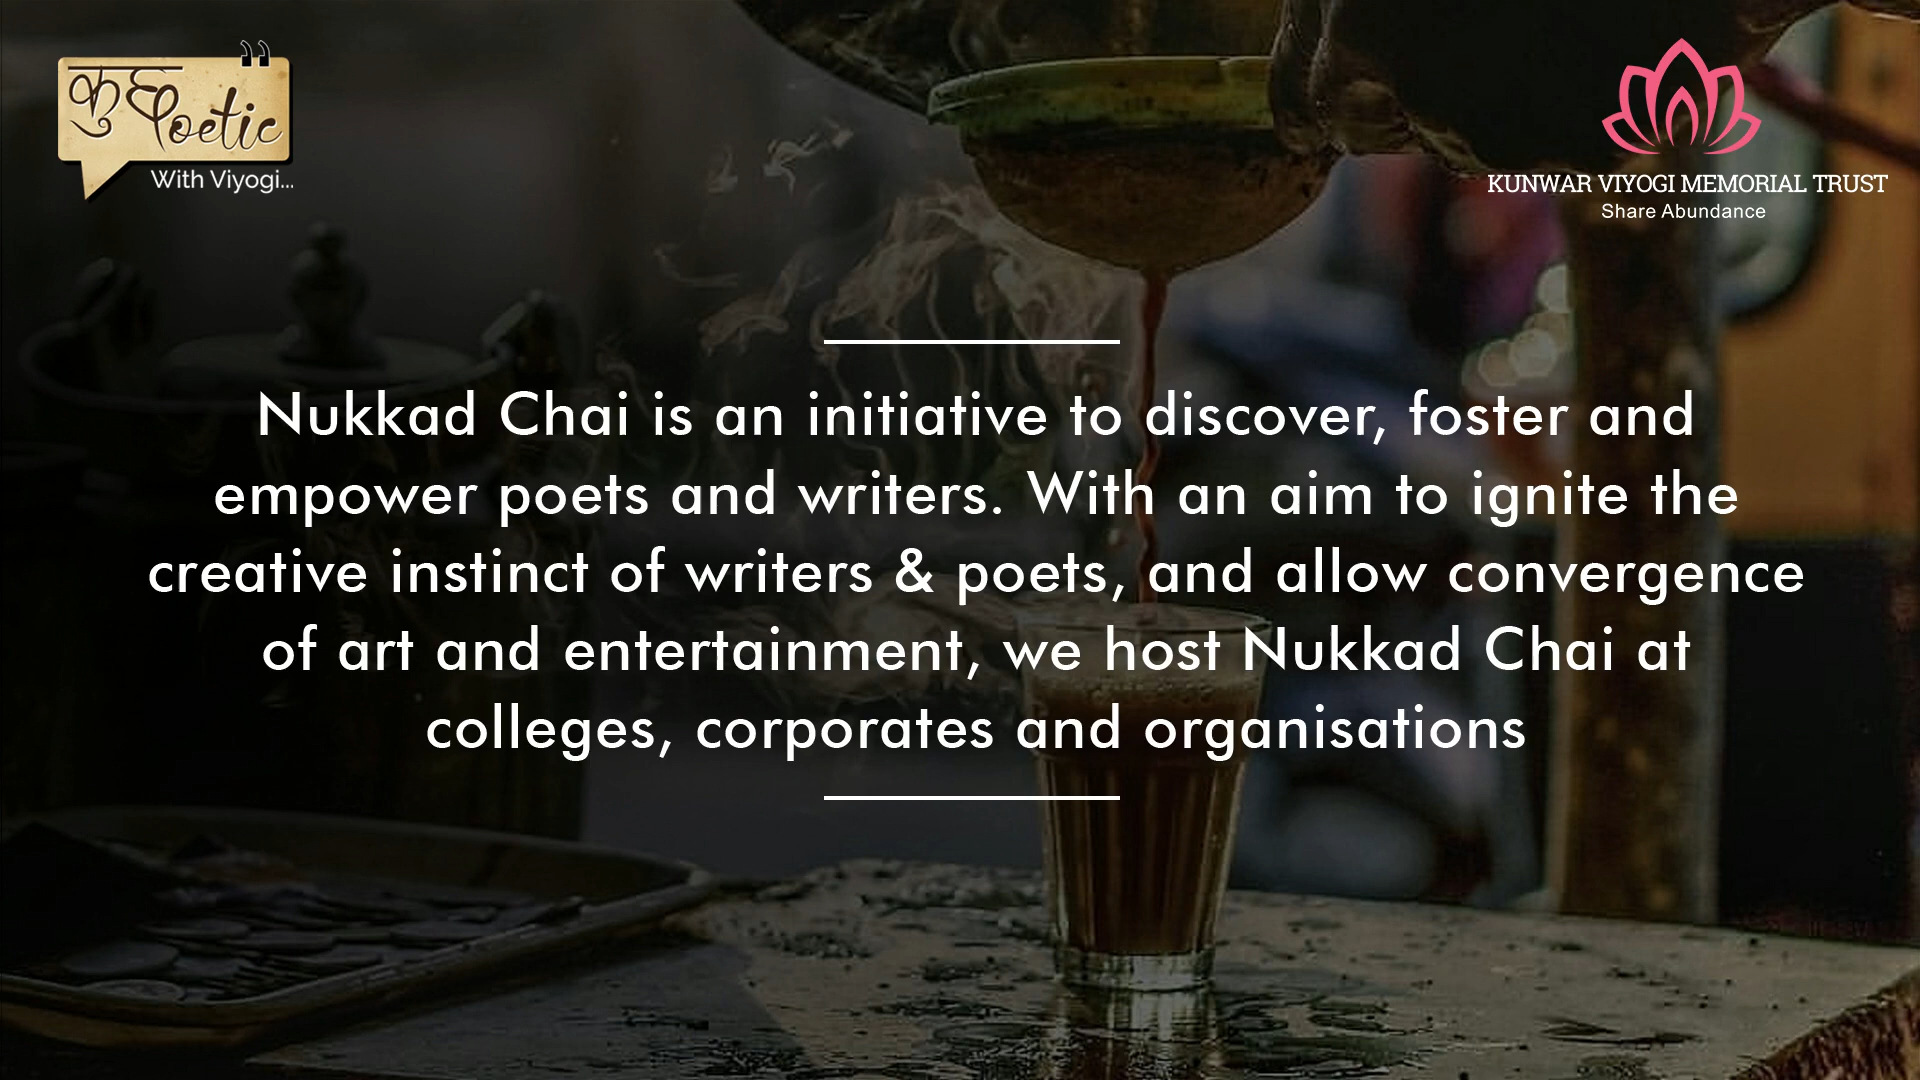 कुछ Poetic
With Viyogi...
KUNWAR VIYOGI MEMORIAL TRUST
Share Abundance
Nukkad Chai is an initiative to discover, foster and
empower poets and writers. With an aim to ignite the
creative instinct of writers & poets, and allow convergence
of art and entertainment, we host Nukkad Chai at
colleges, corporates and organisations